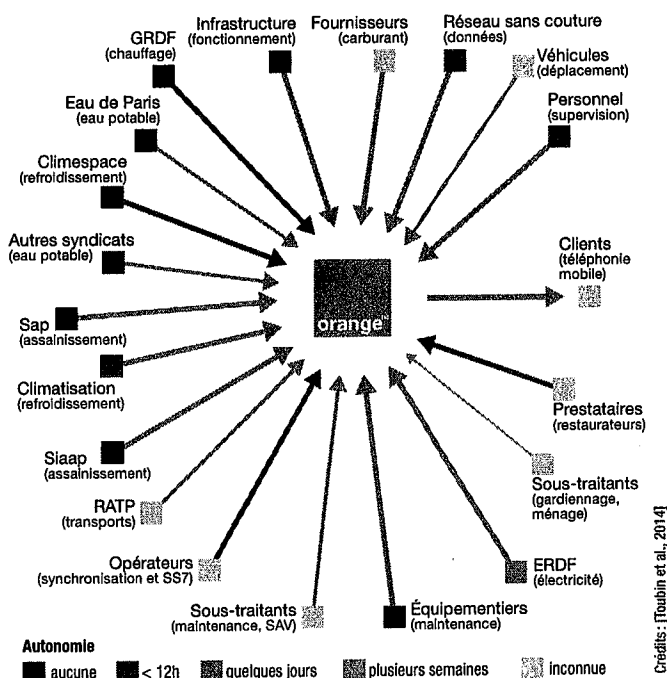 Infrastructure
(fonctionnement)
Fournisseurs
(carburant)
Réseau sans couture
(données)
GRDF
(chauffage)
Véhicules
(déplacement)
Eau de Paris
(eau potable)
Personnel
(supervision)
Climespace
(refroidissement)
Autres syndicats
(eau potable)
Clients
(téléphonie
mobile)
orange™
Sap
(assainissement)
Climatisation
(refroidissement)
Prestataires
(restaurateurs)
Siaap
(assainissement)
Sous-traitants
(gardiennage,
ménage)
RATP
(transports)
Opérateurs
(synchronisation et SS7)
ERDF
(électricité)
Sous-traitants
(maintenance, SAV)
Équipementiers
(maintenance)
Crédits : [Toubin et al., 2014]
Autonomie
aucune < 12h quelques jours plusieurs semaines inconnue